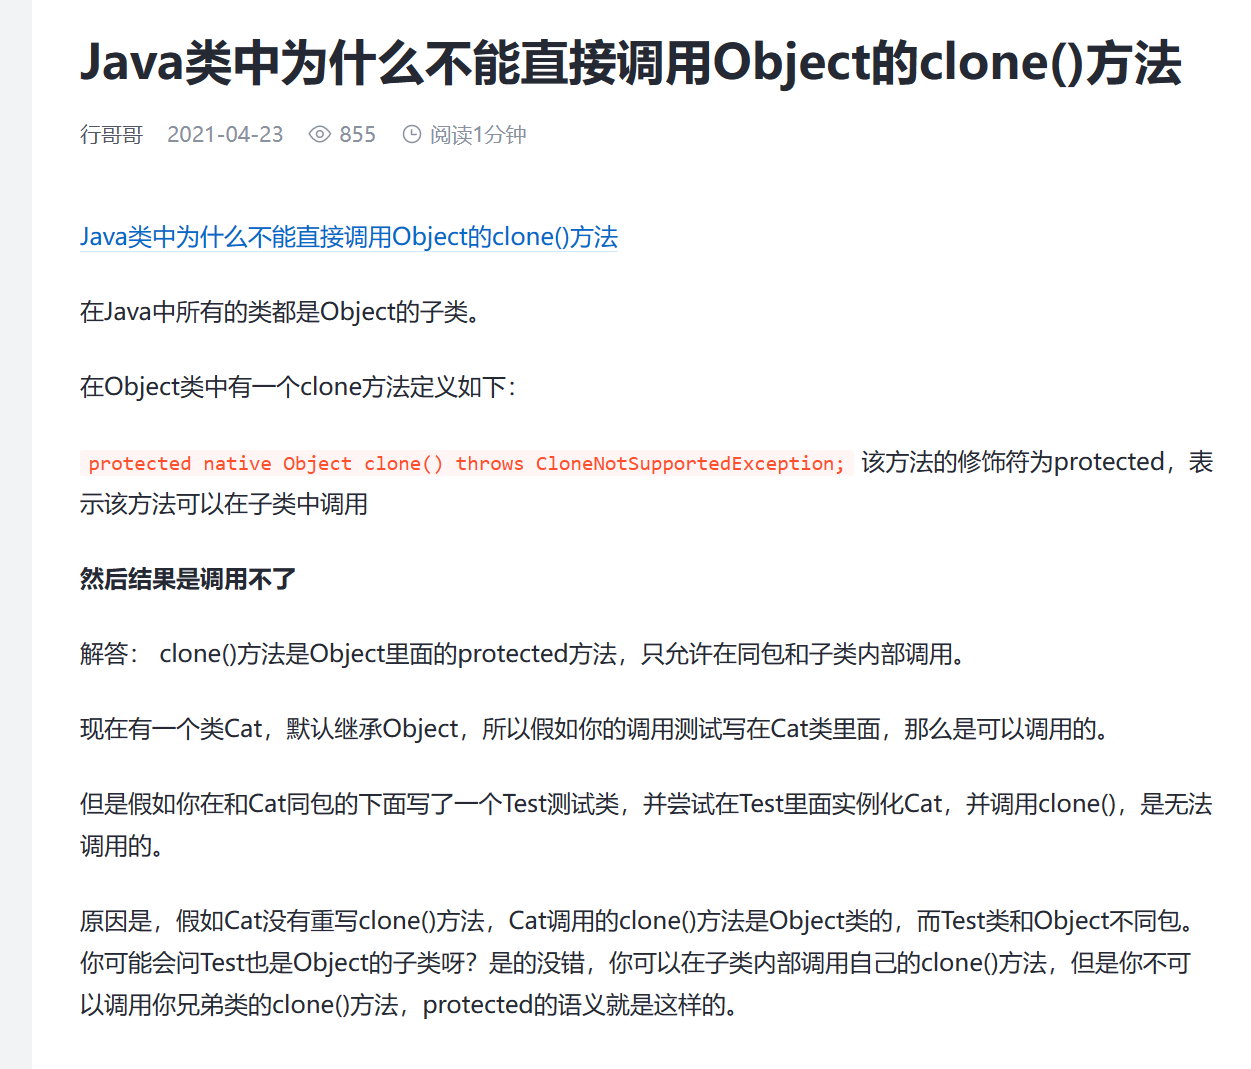 Java类中为什么不能直接调用Object的clone()方法
行哥哥 2021-04-23 855 阅读1分钟
Java类中为什么不能直接调用Object的clone()方法
在Java中所有的类都是Object的子类。
在Object类中有一个clone方法定义如下：
protected native Object clone() throws CloneNotSupportedException; 该方法的修饰符为protected，表
示该方法可以在子类中调用
然后结果是调用不了
解答： clone()方法是Object里面的protected方法，只允许在同包和子类内部调用。
现在有一个类Cat，默认继承Object，所以假如你的调用测试写在Cat类里面，那么是可以调用的。
但是假如你在和Cat同包的下面写了一个Test测试类，并尝试在Test里面实例化Cat，并调用clone()，是无法
调用的。
原因是，假如Cat没有重写clone()方法，Cat调用的clone()方法是Object类的，而Test类和Object不同包。
你可能会问Test也是Object的子类呀？是的没错，你可以在子类内部调用自己的clone()方法，但是你不可
以调用你兄弟类的clone()方法，protected的语义就是这样的。